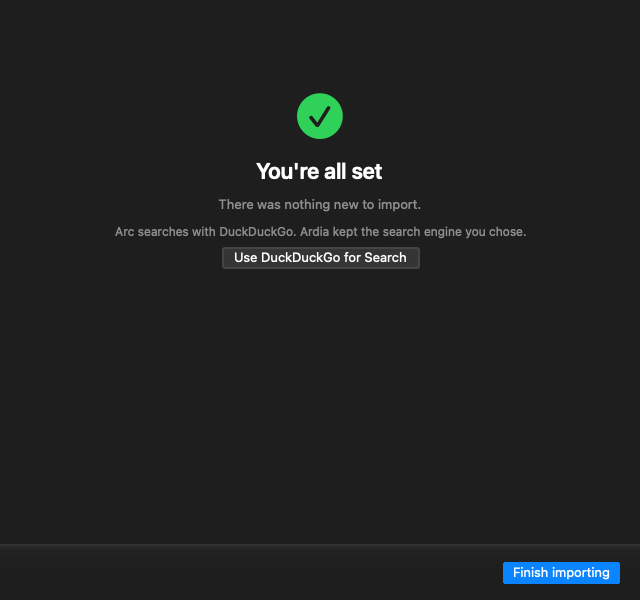 You're all set
There was nothing new to import.
Arc searches with DuckDuckGo. Ardia kept the search engine you chose.
Use DuckDuckGo for Search
Finish importing